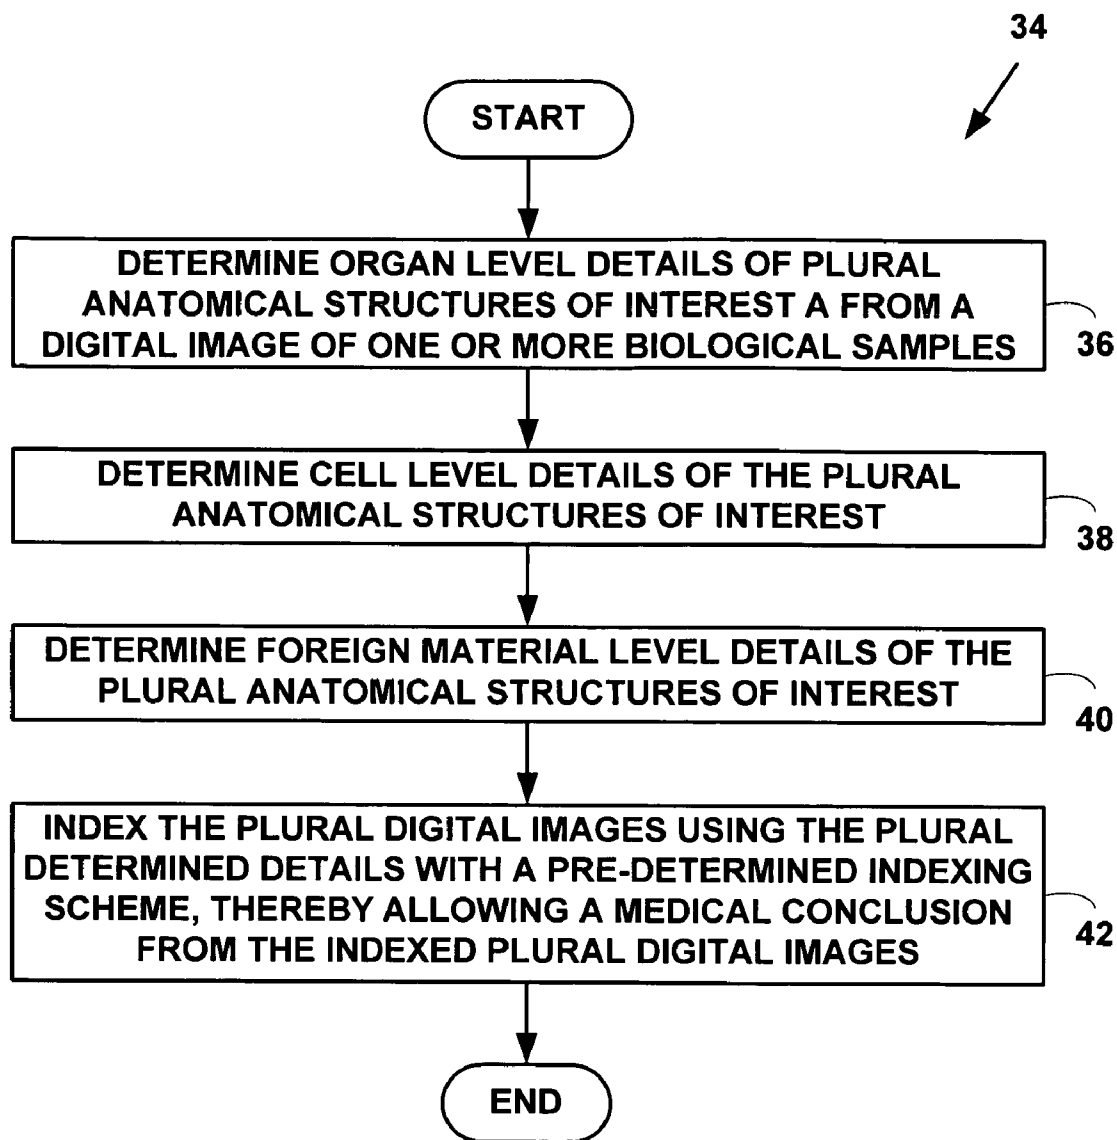 34
START
DETERMINE ORGAN LEVEL DETAILS OF PLURAL
ANATOMICAL STRUCTURES OF INTEREST A FROM A
DIGITAL IMAGE OF ONE OR MORE BIOLOGICAL SAMPLES
36
DETERMINE CELL LEVEL DETAILS OF THE PLURAL
ANATOMICAL STRUCTURES OF INTEREST
38
DETERMINE FOREIGN MATERIAL LEVEL DETAILS OF THE
PLURAL ANATOMICAL STRUCTURES OF INTEREST
40
INDEX THE PLURAL DIGITAL IMAGES USING THE PLURAL
DETERMINED DETAILS WITH A PRE-DETERMINED INDEXING
SCHEME, THEREBY ALLOWING A MEDICAL CONCLUSION
FROM THE INDEXED PLURAL DIGITAL IMAGES
42
END